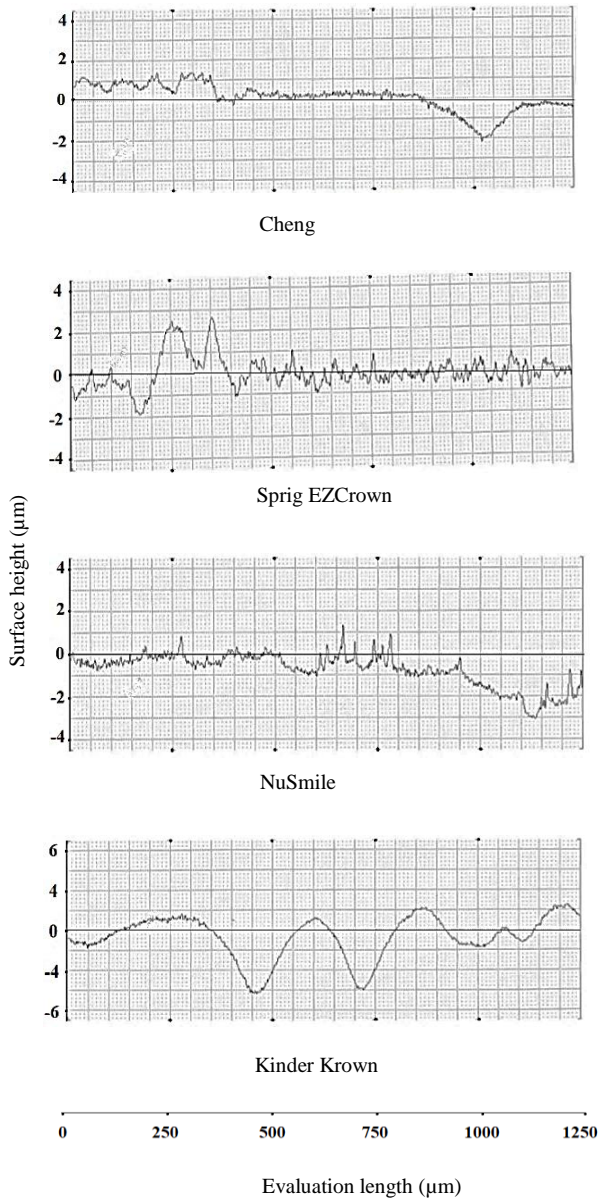 4
2
0
-2
-4
Cheng
4
2
0
-2
-4
Sprig EZCrown
Surface height (µm)
4
2
0
-2
-4
NuSmile
6
4
0
-4
-6
Kinder Krown
0 250 500 750 1000 1250
Evaluation length (µm)